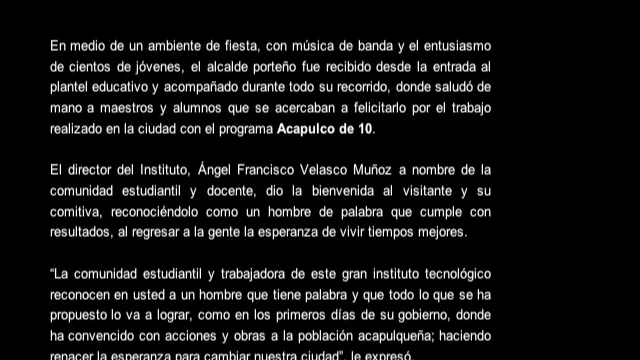 En medio de un ambiente de fiesta, con música de banda y el entusiasmo
de cientos de jóvenes, el alcalde porteño fue recibido desde la entrada al
plantel educativo y acompañado durante todo su recorrido, donde saludó de
mano a maestros y alumnos que se acercaban a felicitarlo por el trabajo
realizado en la ciudad con el programa Acapulco de 10.
El director del Instituto, Ángel Francisco Velasco Muñoz a nombre de la
comunidad estudiantil y docente, dio la bienvenida al visitante y su
comitiva, reconociéndolo como un hombre de palabra que cumple con
resultados, al regresar a la gente la esperanza de vivir tiempos mejores.
“La comunidad estudiantil y trabajadora de este gran instituto tecnológico
reconocen en usted a un hombre que tiene palabra y que todo lo que se ha
propuesto lo va a lograr, como en los primeros días de su gobierno, donde
ha convencido con acciones y obras a la población acapulqueña; haciendo
renacer la esperanza para cambiar nuestra ciudad”, le expresó.